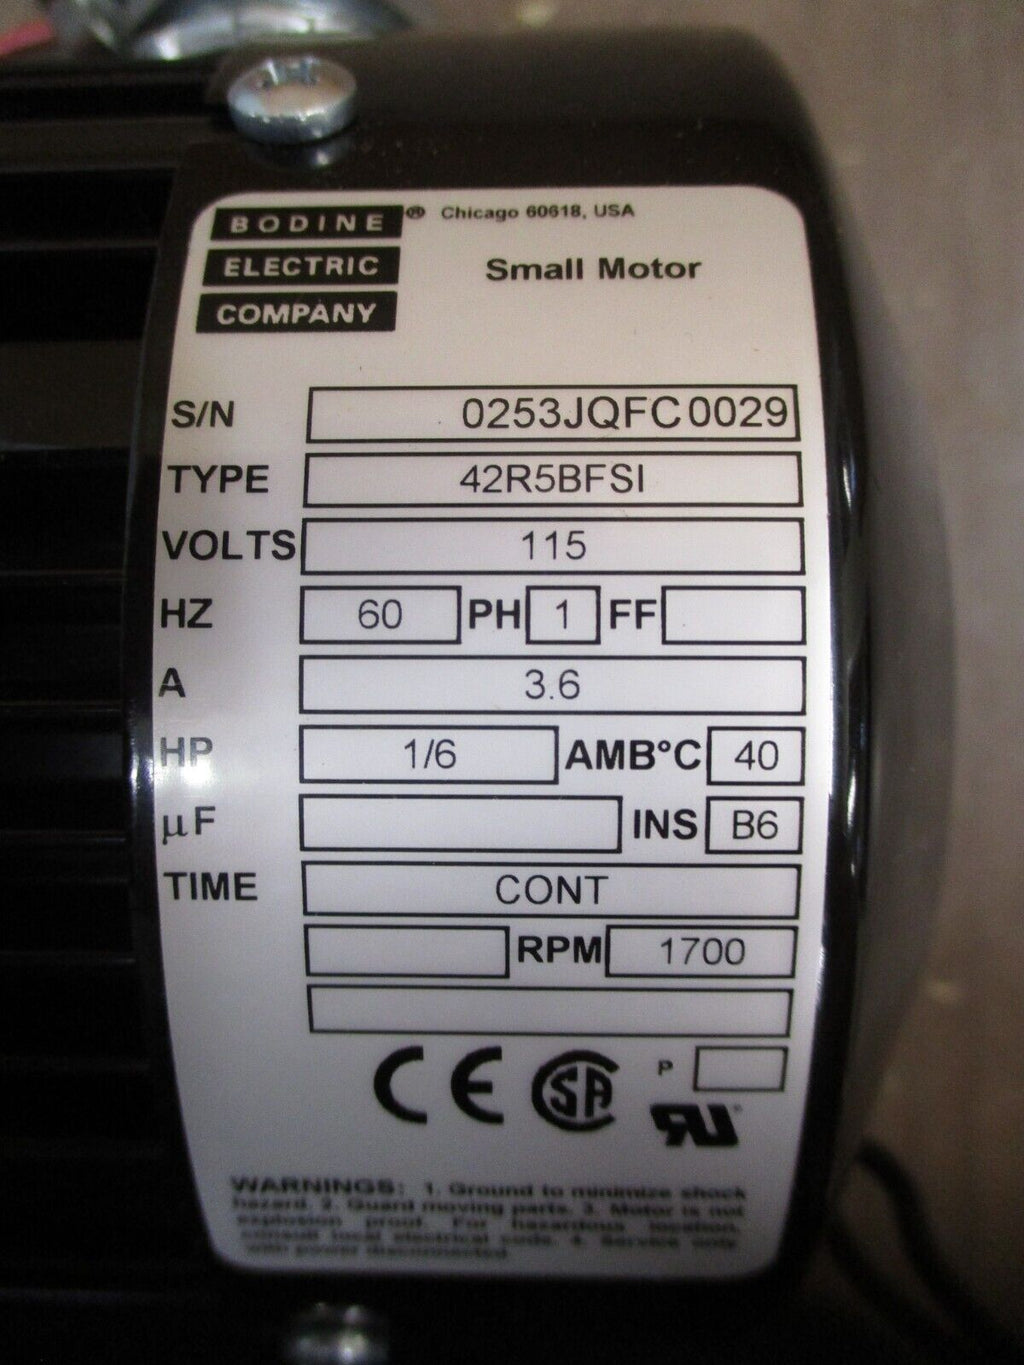 BODINE ® Chicago 60618, USA
ELECTRIC
COMPANY
Small Motor
S/N 0253JQFC0029
TYPE 42R5BFSI
VOLTS 115
HZ 60 PH 1 FF
A 3.6
HP 1/6 AMB°C 40
µF INS B6
TIME CONT
RPM 1700
CE SA P
RU
WARNINGS: 1. Ground to minimize shock
hazard. 2. Guard moving parts. 3. Motor is not
explosion proof. For hazardous location,
consult local electrical code. 4. Service only
with power disconnected.